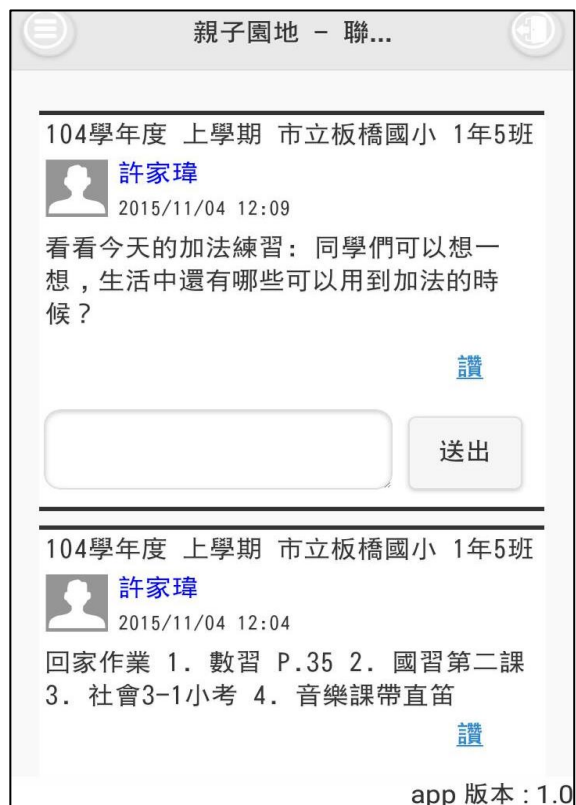 親子園地 - 聯...
104學年度 上學期 市立板橋國小 1年5班
許家瑋
2015/11/04 12:09
看看今天的加法練習: 同學們可以想一
想,生活中還有哪些可以用到加法的時
候?
讚
送出
104學年度 上學期 市立板橋國小 1年5班
許家瑋
2015/11/04 12:04
回家作業 1. 數習 P.35 2. 國習第二課
3. 社會3-1小考 4. 音樂課帶直笛
讚
app 版本 : 1.0